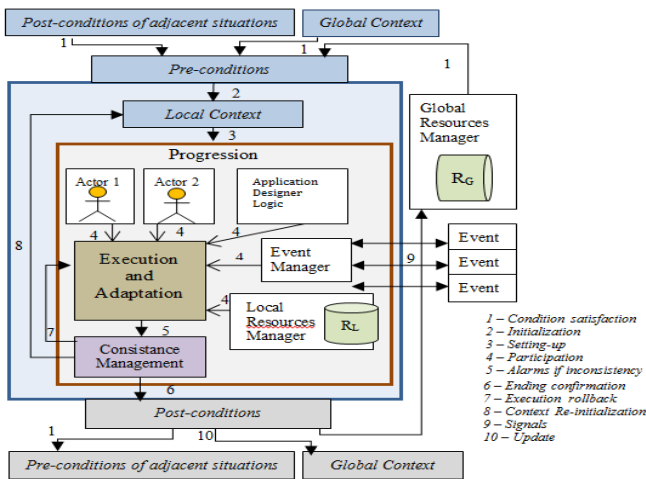 Post-conditions of adjacent situations
Global Context
1
1
1
Pre-conditions
2
Local Context
3
Global
Resources
Manager
R_G
Progression
Actor 1
Actor 2
Application
Designer
Logic
4
4
4
8
Execution
and
Adaptation
4
Event
Manager
9
Event
Event
Event
4
Local
Resources
Manager
R_L
7
5
Consistance
Management
6
1 – Condition satisfaction
2 – Initialization
3 – Setting-up
4 – Participation
5 – Alarms if inconsistency
6 – Ending confirmation
7 – Execution rollback
8 – Context Re-initialization
9 – Signals
10 – Update
Post-conditions
1
10
Pre-conditions of adjacent situations
Global Context